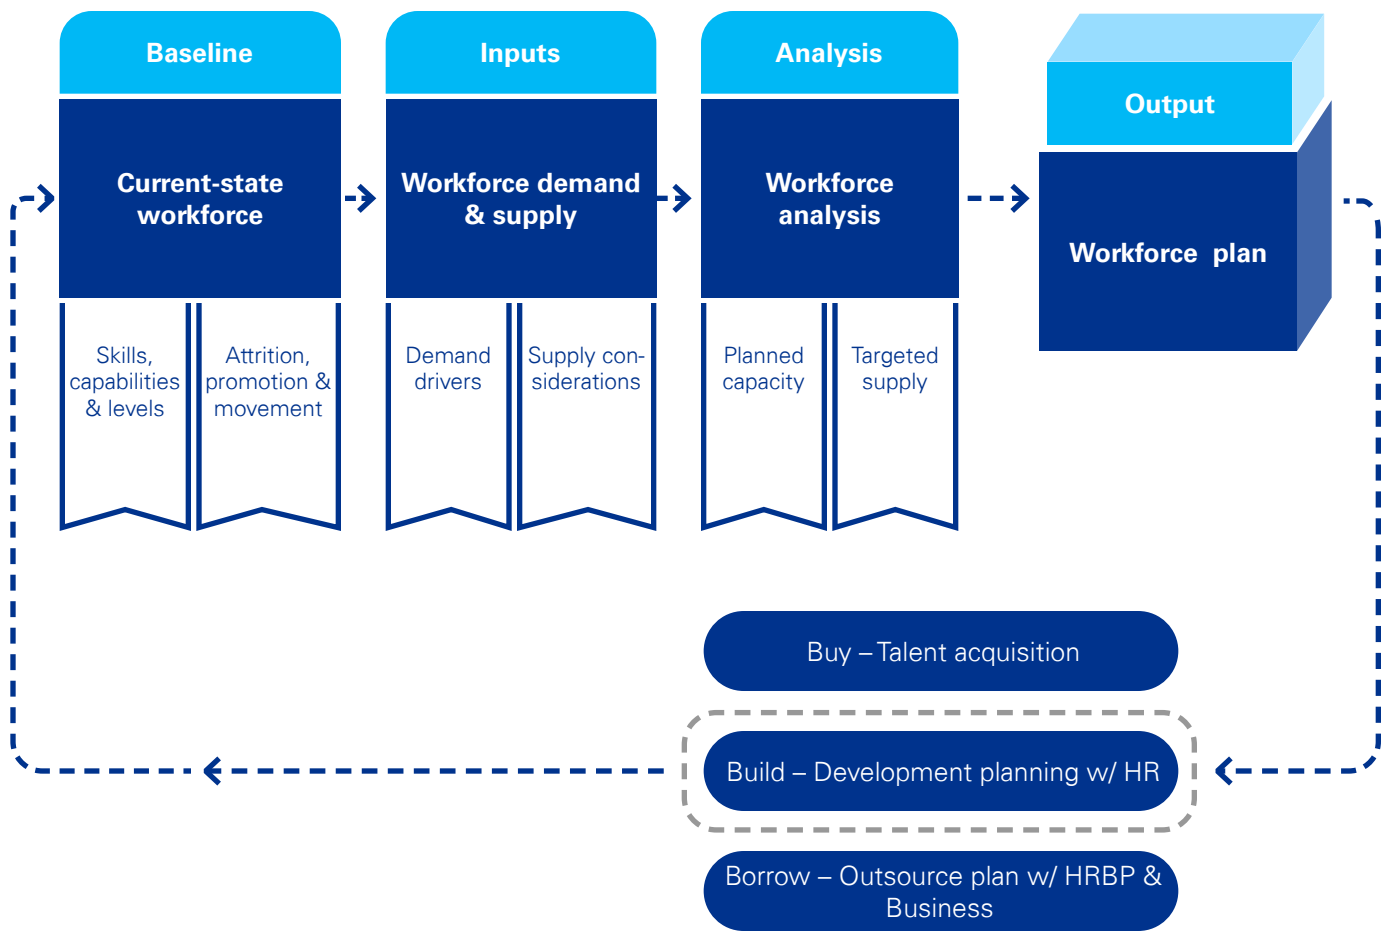 Baseline
Current-state
workforce
Skills,
capabilities
& levels
Attrition,
promotion &
movement
Inputs
Workforce demand
& supply
Demand
drivers
Supply con-
siderations
Analysis
Workforce
analysis
Planned
capacity
Targeted
supply
Output
Workforce plan
Buy – Talent acquisition
Build – Development planning w/ HR
Borrow – Outsource plan w/ HRBP &
Business